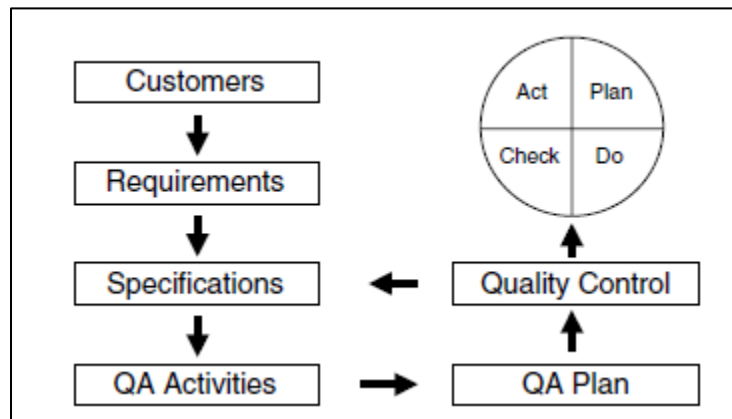 Customers
Requirements
Specifications
QA Activities
Act
Plan
Check
Do
Quality Control
QA Plan